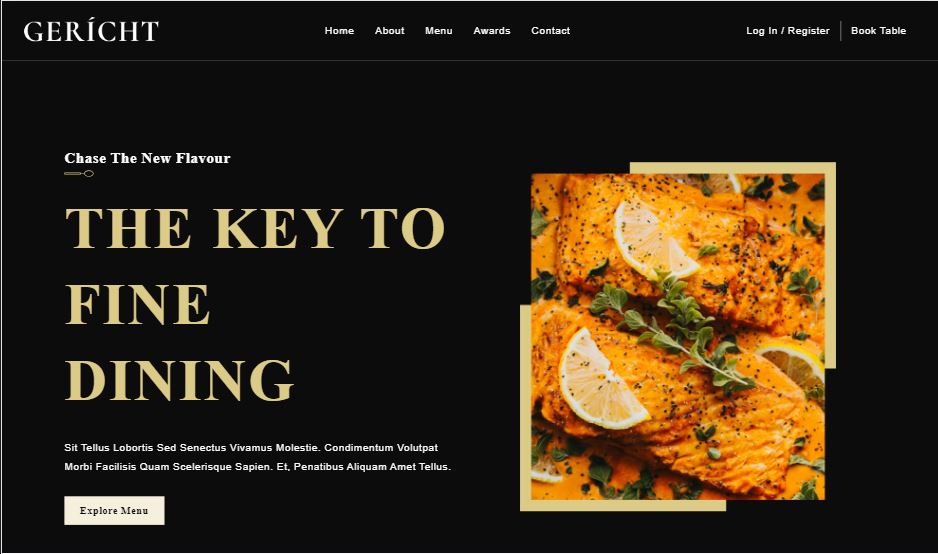 GERÍCHT
Home About Menu Awards Contact
Log In / Register Book Table
Chase The New Flavour
THE KEY TO
FINE
DINING
Sit Tellus Lobortis Sed Senectus Vivamus Molestie. Condimentum Volutpat
Morbi Facilisis Quam Scelerisque Sapien. Et, Penatibus Aliquam Amet Tellus.
Explore Menu